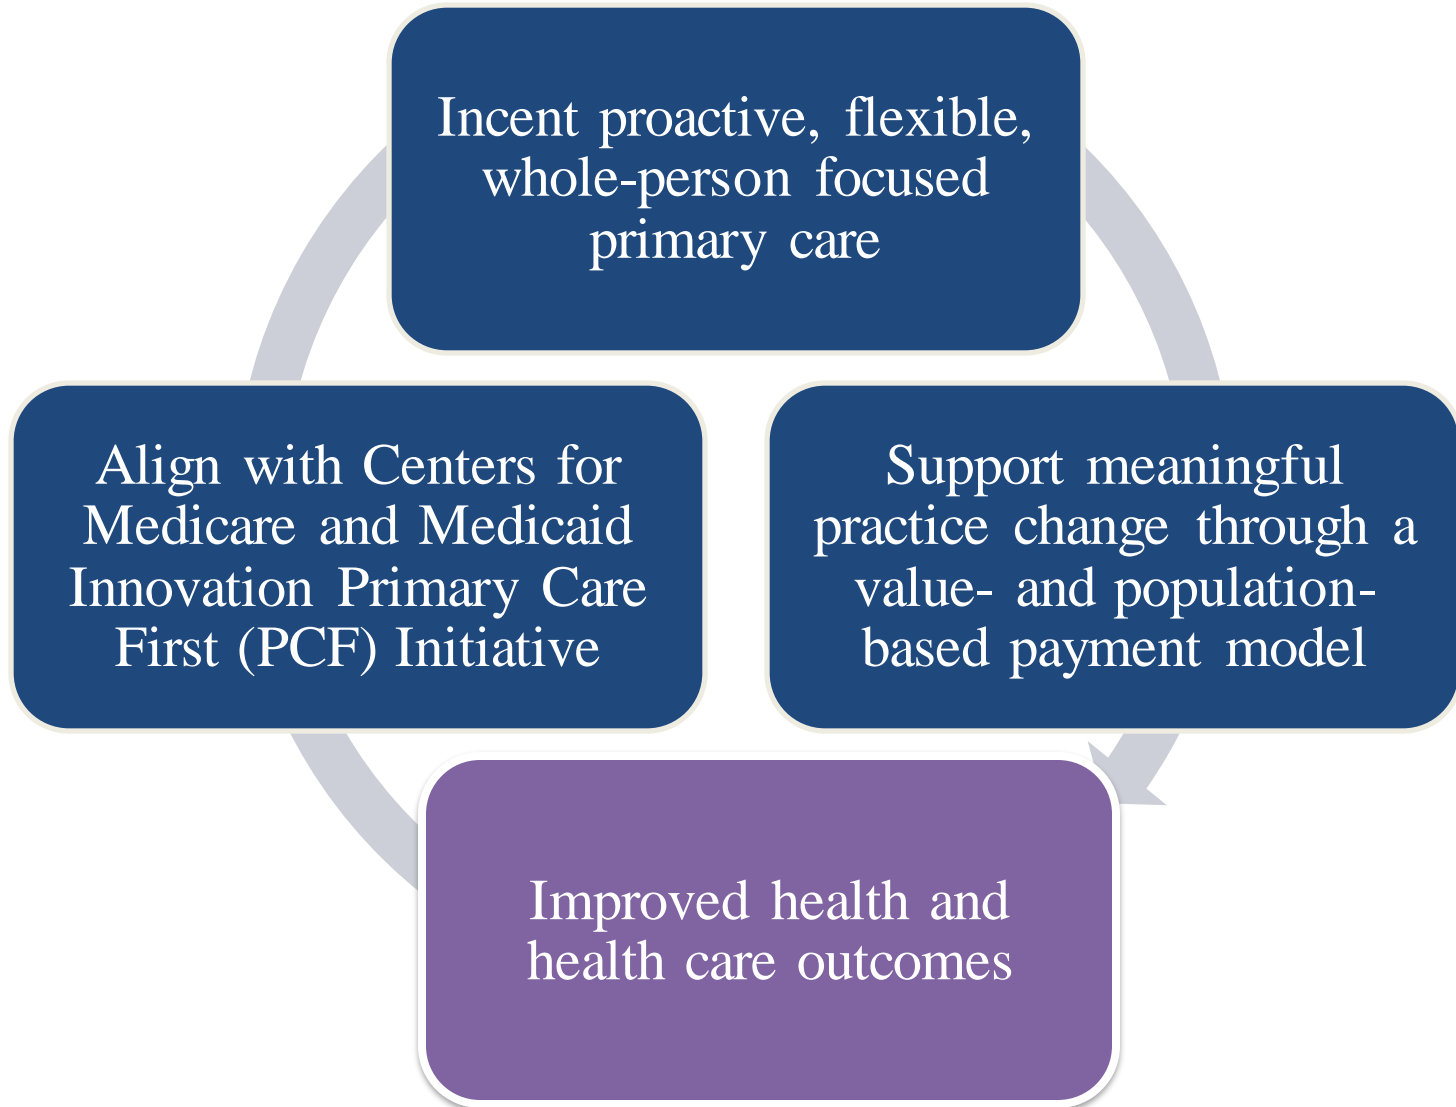 Incent proactive, flexible,
whole-person focused
primary care
Align with Centers for
Medicare and Medicaid
Innovation Primary Care
First (PCF) Initiative
Support meaningful
practice change through a
value- and population-
based payment model
Improved health and
health care outcomes